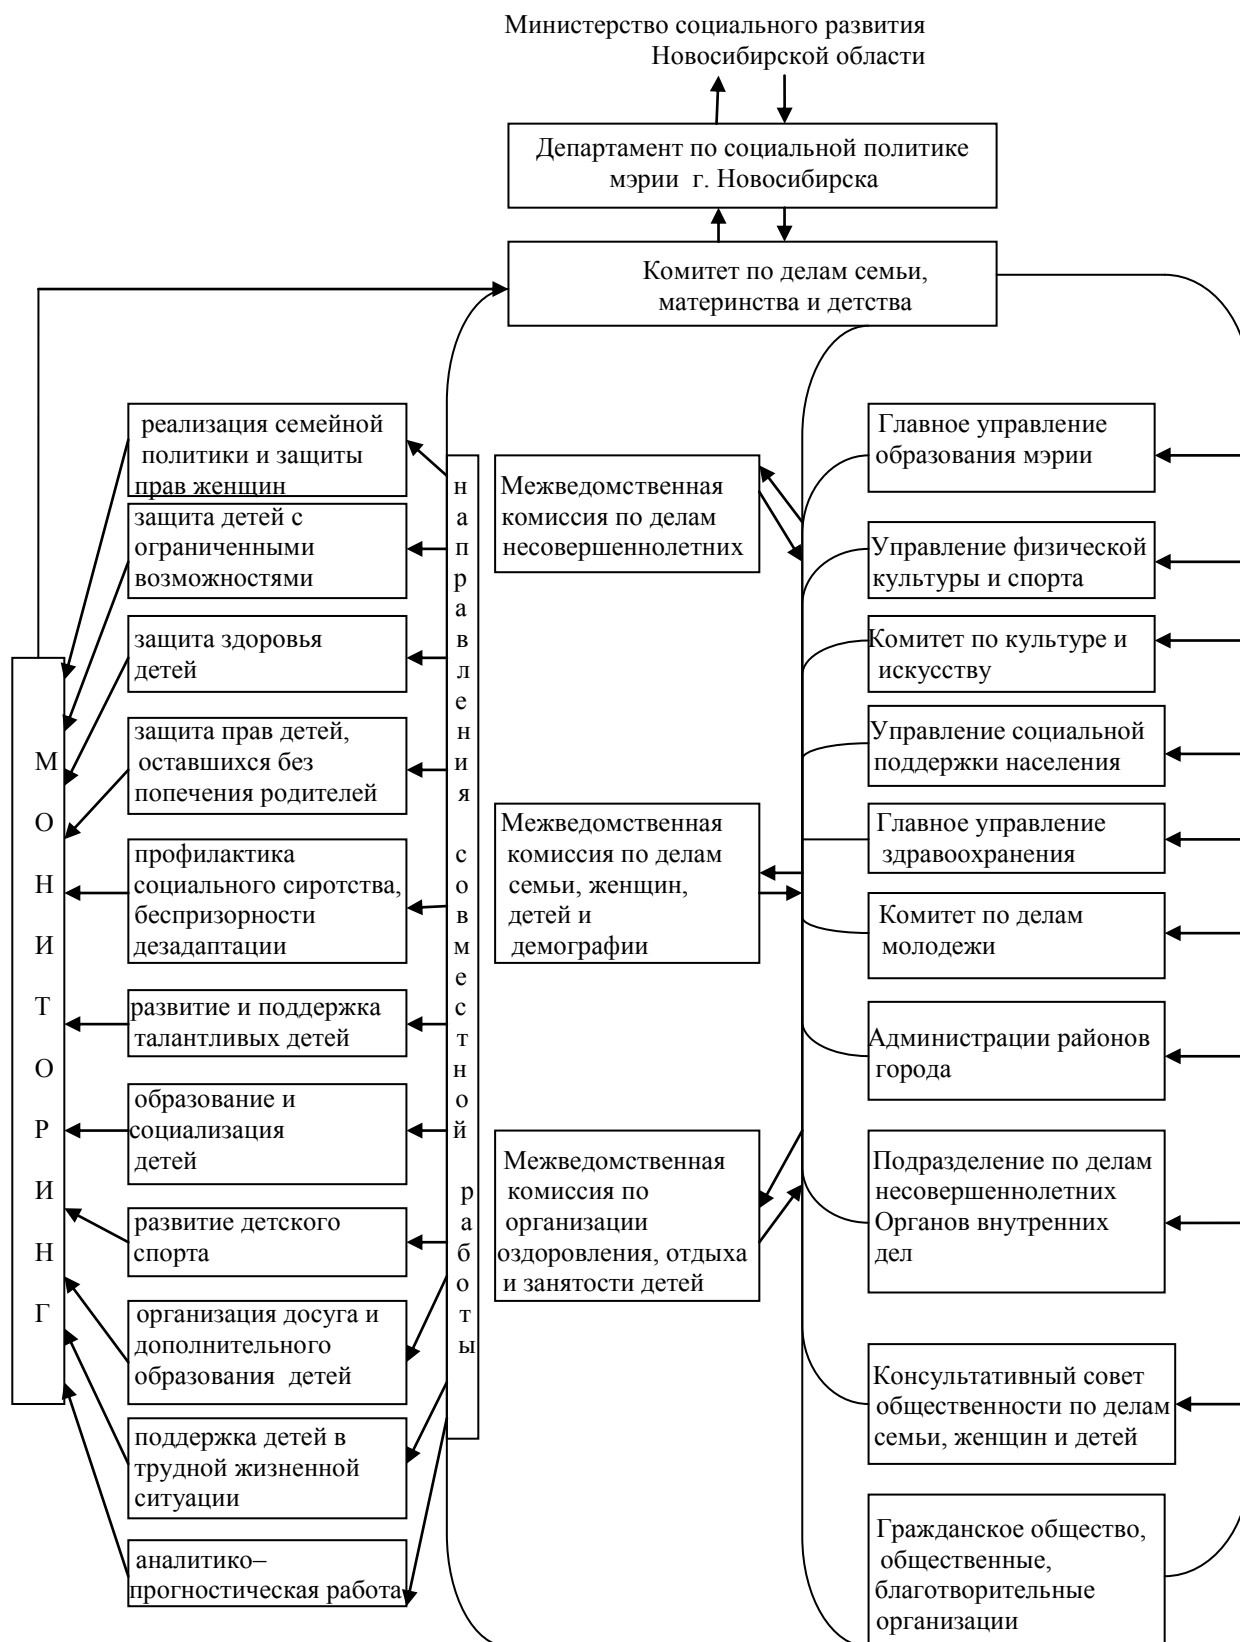 Министерство социального развития
Новосибирской области
Департамент по социальной политике
мэрии г. Новосибирска
Комитет по делам семьи,
материнства и детства
МОНИТОРИНГ
реализация семейной
политики и защиты
прав женщин
защита детей с
ограниченными
возможностями
защита здоровья
детей
защита прав детей,
оставшихся без
попечения родителей
профилактика
социального сиротства,
беспризорности
дезадаптации
развитие и поддержка
талантливых детей
образование и
социализация
детей
развитие детского
спорта
организация досуга и
дополнительного
образования детей
поддержка детей в
трудной жизненной
ситуации
аналитико–
прогностическая работа
направления совместной работы
Межведомственная
комиссия по делам
несовершеннолетних
Межведомственная
комиссия по делам
семьи, женщин,
детей и
демографии
Межведомственная
комиссия по
организации
оздоровления, отдыха
и занятости детей
Главное управление
образования мэрии
Управление физической
культуры и спорта
Комитет по культуре и
искусству
Управление социальной
поддержки населения
Главное управление
здравоохранения
Комитет по делам
молодежи
Администрации районов
города
Подразделение по делам
несовершеннолетних
Органов внутренних
дел
Консультативный совет
общественности по делам
семьи, женщин и детей
Гражданское общество,
общественные,
благотворительные
организации